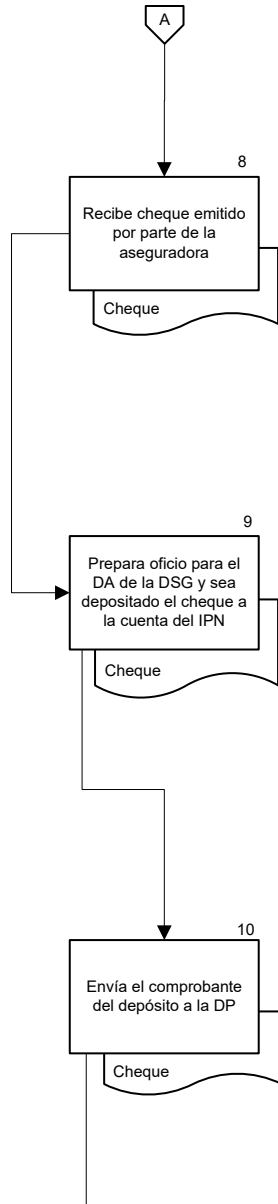 A
8
Recibe cheque emitido
por parte de la
aseguradora
Cheque
9
Prepara oficio para el
DA de la DSG y sea
depositado el cheque a
la cuenta del IPN
Cheque
10
Envía el comprobante
del depósito a la DP
Cheque